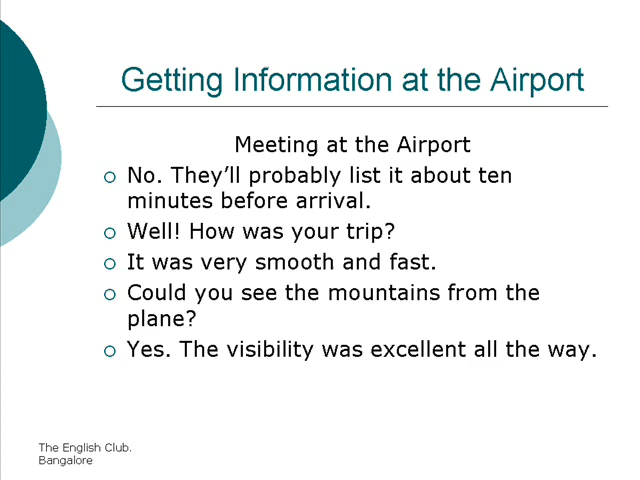 Getting Information at the Airport
Meeting at the Airport
No. They'll probably list it about ten
minutes before arrival.
Well! How was your trip?
It was very smooth and fast.
Could you see the mountains from the
plane?
Yes. The visibility was excellent all the way.
The English Club.
Bangalore